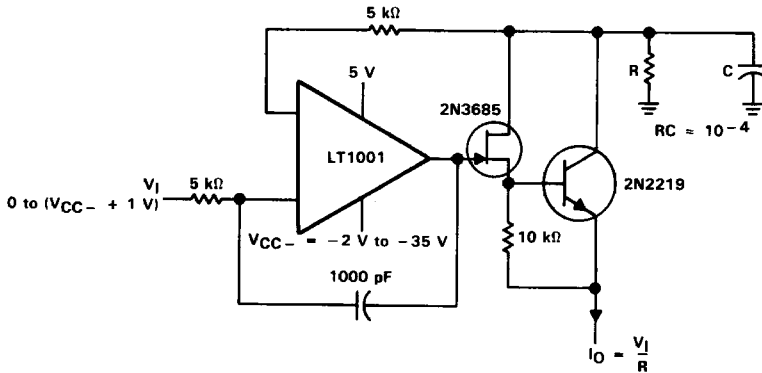 5 kΩ
5 V
2N3685
R
C
RC = 10⁻⁴
LT1001
2N2219
V_I
5 kΩ
0 to (V_CC− + 1 V)
V_CC− = −2 V to −35 V
10 kΩ
1000 pF
I_O = V_I/R